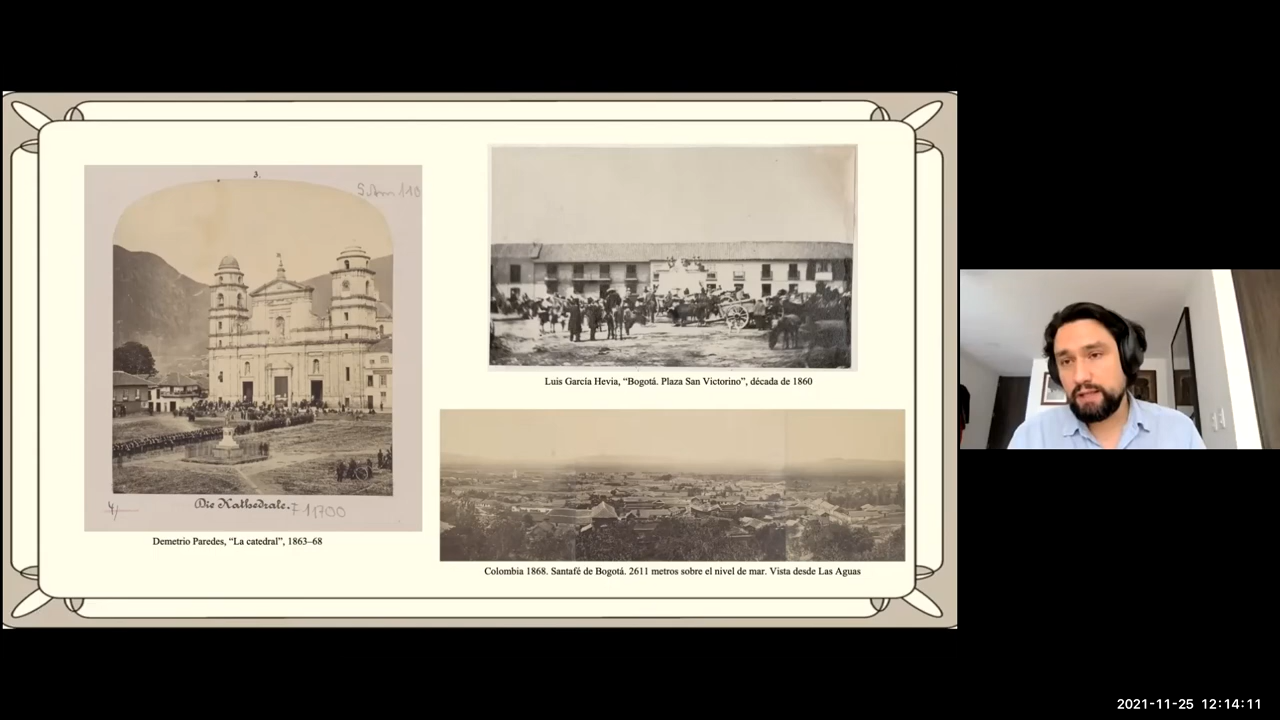 3.
S.Am 110
4)
Die Kathedrale.
F 11700
Demetrio Paredes, “La catedral”, 1863–68
Luis García Hevia, “Bogotá. Plaza San Victorino”, década de 1860
Colombia 1868. Santafé de Bogotá. 2611 metros sobre el nivel de mar. Vista desde Las Aguas
2021-11-25 12:14:11